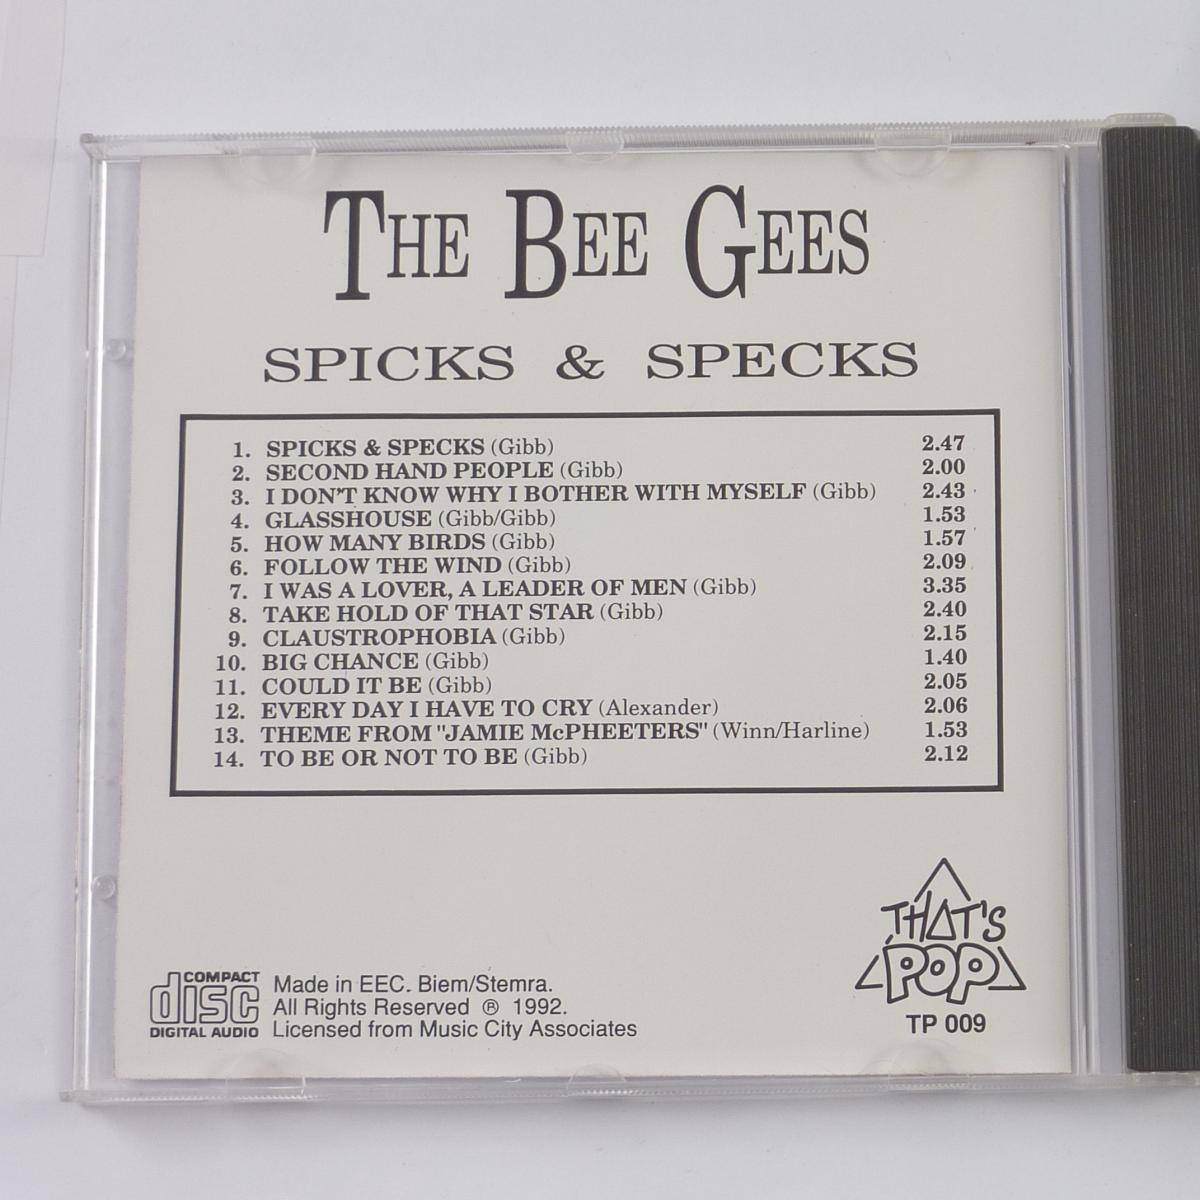 THE BEE GEES
SPICKS & SPECKS
1. SPICKS & SPECKS (Gibb) 2.47
2. SECOND HAND PEOPLE (Gibb) 2.00
3. I DON'T KNOW WHY I BOTHER WITH MYSELF (Gibb) 2.43
4. GLASSHOUSE (Gibb/Gibb) 1.53
5. HOW MANY BIRDS (Gibb) 1.57
6. FOLLOW THE WIND (Gibb) 2.09
7. I WAS A LOVER, A LEADER OF MEN (Gibb) 3.35
8. TAKE HOLD OF THAT STAR (Gibb) 2.40
9. CLAUSTROPHOBIA (Gibb) 2.15
10. BIG CHANCE (Gibb) 1.40
11. COULD IT BE (Gibb) 2.05
12. EVERY DAY I HAVE TO CRY (Alexander) 2.06
13. THEME FROM "JAMIE McPHEETERS" (Winn/Harline) 1.53
14. TO BE OR NOT TO BE (Gibb) 2.12
COMPACT
disc
DIGITAL AUDIO
Made in EEC. Biem/Stemra.
All Rights Reserved ® 1992.
Licensed from Music City Associates
THAT'S
POP
TP 009